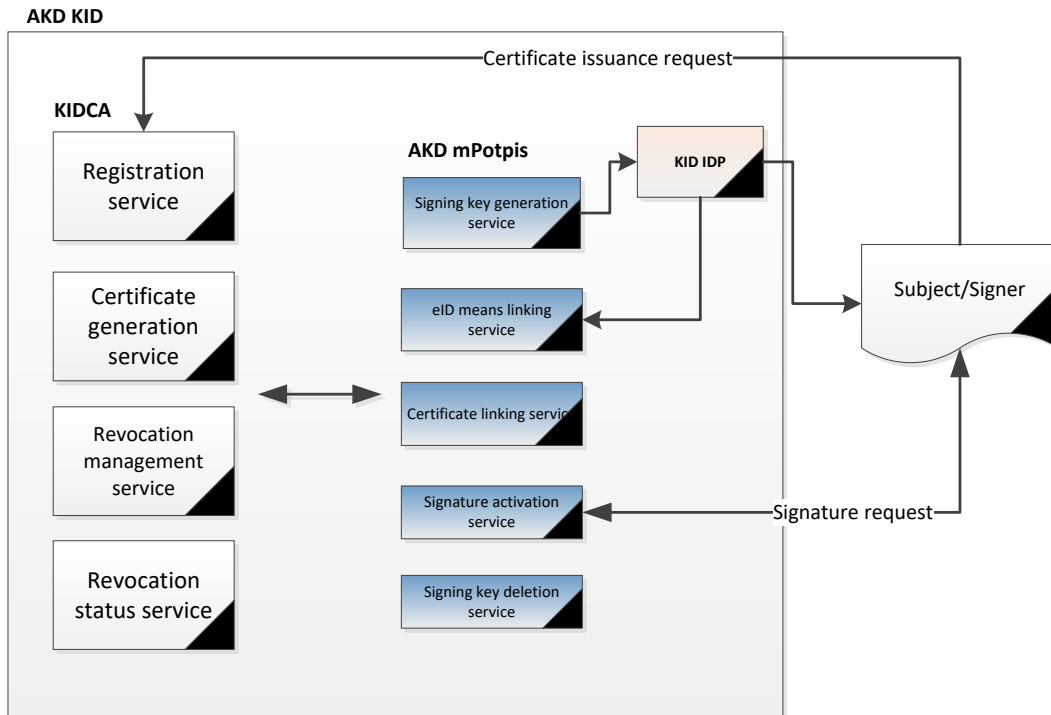 AKD KID
Certificate issuance request
KIDCA
Registration
service
Certificate
generation
service
Revocation
management
service
Revocation
status service
AKD mPotpis
Signing key generation
service
eID means linking
service
Certificate linking servic
Signature activation
service
Signing key deletion
service
KID IDP
Subject/Signer
Signature request